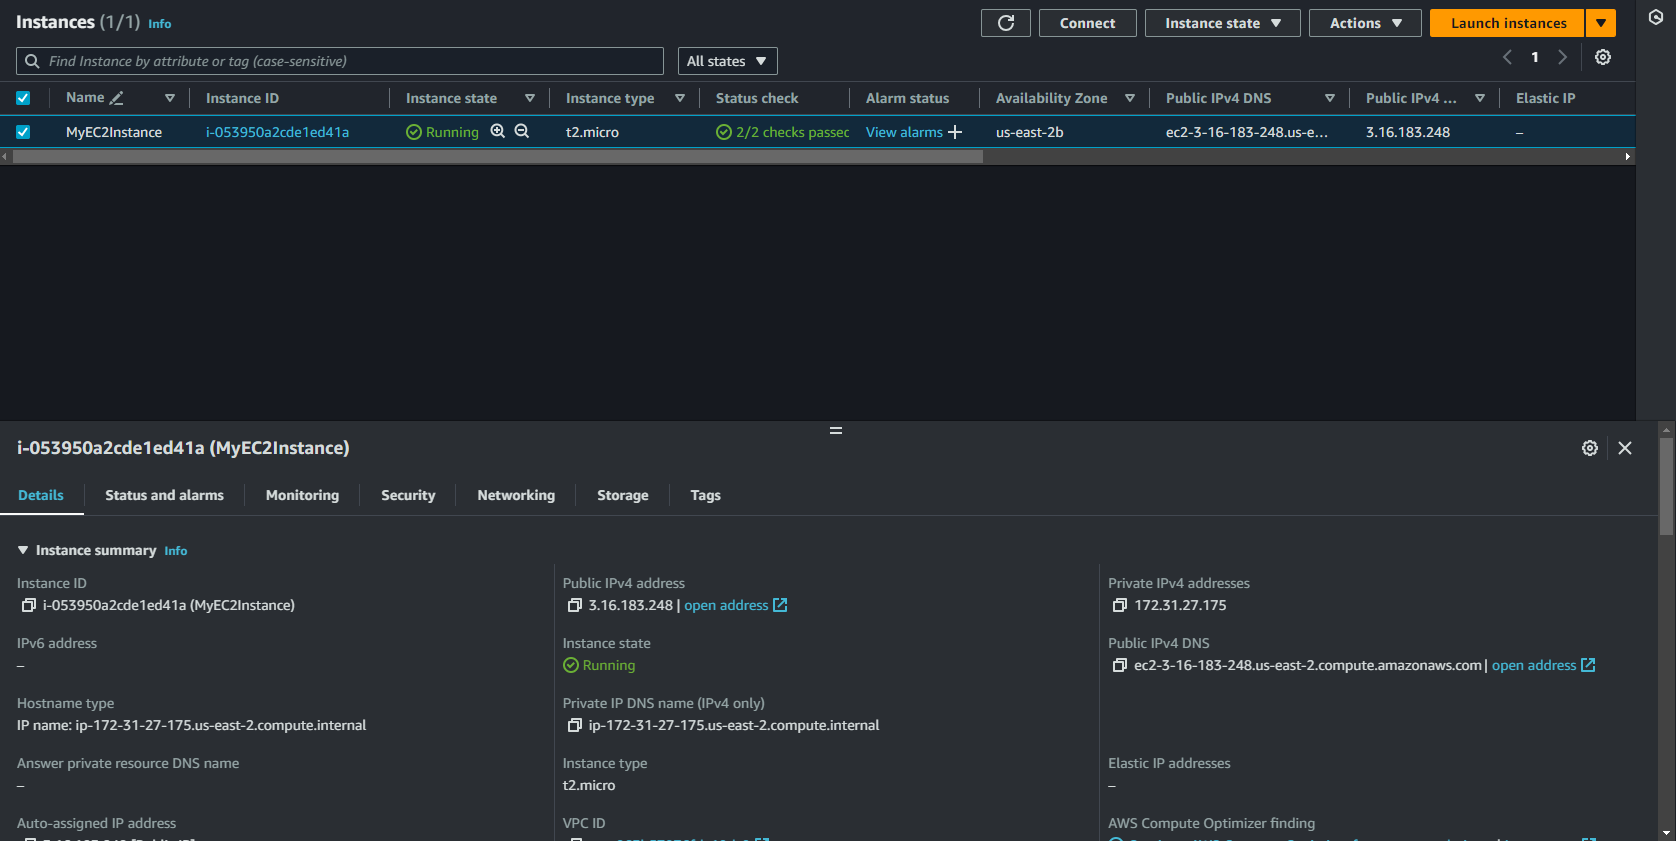 Instances (1/1) Info
Connect
Instance state
Actions
Launch instances
Find Instance by attribute or tag (case-sensitive)
All states
1
Name
Instance ID
Instance state
Instance type
Status check
Alarm status
Availability Zone
Public IPv4 DNS
Public IPv4 ...
Elastic IP
MyEC2Instance
i-053950a2cde1ed41a
Running
t2.micro
2/2 checks passec
View alarms
us-east-2b
ec2-3-16-183-248.us-e...
3.16.183.248
–
i-053950a2cde1ed41a (MyEC2Instance)
Details
Status and alarms
Monitoring
Security
Networking
Storage
Tags
Instance summary Info
Instance ID
i-053950a2cde1ed41a (MyEC2Instance)
Public IPv4 address
3.16.183.248 | open address
Private IPv4 addresses
172.31.27.175
IPv6 address
–
Instance state
Running
Public IPv4 DNS
ec2-3-16-183-248.us-east-2.compute.amazonaws.com | open address
Hostname type
IP name: ip-172-31-27-175.us-east-2.compute.internal
Private IP DNS name (IPv4 only)
ip-172-31-27-175.us-east-2.compute.internal
Answer private resource DNS name
–
Instance type
t2.micro
Elastic IP addresses
–
Auto-assigned IP address
VPC ID
AWS Compute Optimizer finding